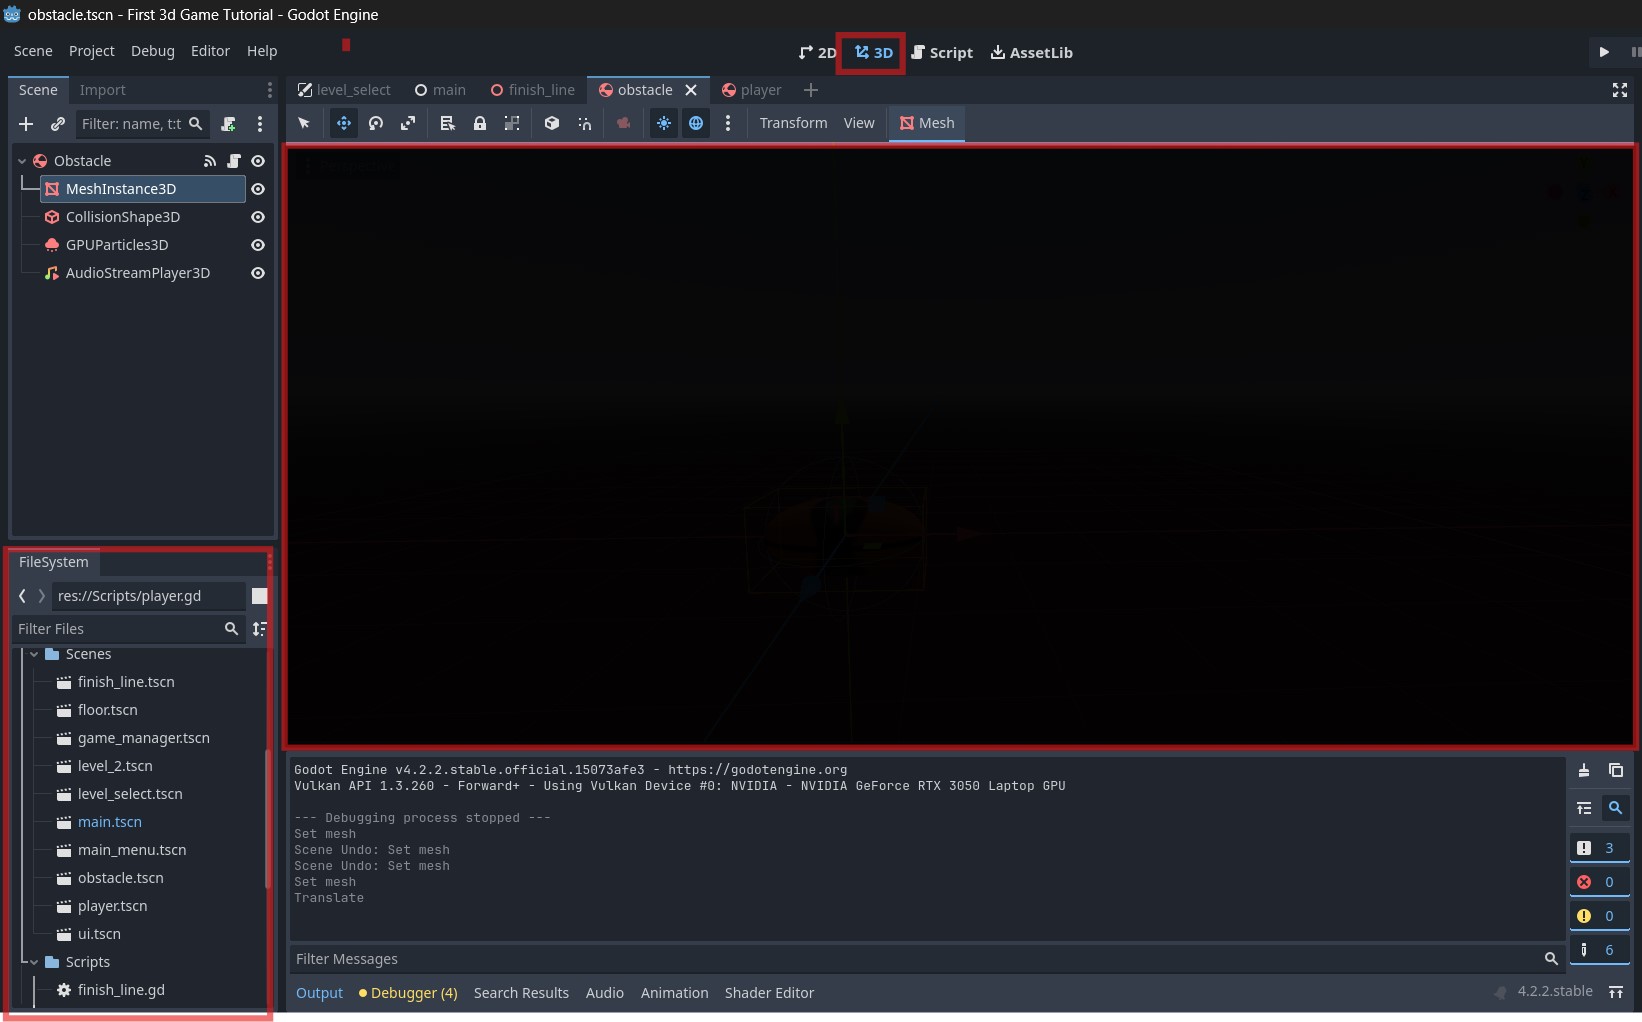 obstacle.tscn - First 3d Game Tutorial - Godot Engine
Scene Project Debug Editor Help
2D 3D Script AssetLib
Scene Import
level_select main finish_line obstacle player
Filter: name, t:t
Transform View Mesh
Obstacle
MeshInstance3D
CollisionShape3D
GPUParticles3D
AudioStreamPlayer3D
FileSystem
res://Scripts/player.gd
Filter Files
Scenes
finish_line.tscn
floor.tscn
game_manager.tscn
level_2.tscn
level_select.tscn
main.tscn
main_menu.tscn
obstacle.tscn
player.tscn
ui.tscn
Scripts
finish_line.gd
Godot Engine v4.2.2.stable.official.15073afe3 - https://godotengine.org
Vulkan API 1.3.260 - Forward+ - Using Vulkan Device #0: NVIDIA - NVIDIA GeForce RTX 3050 Laptop GPU
--- Debugging process stopped ---
Set mesh
Scene Undo: Set mesh
Scene Undo: Set mesh
Set mesh
Translate
3
0
0
6
Filter Messages
Output Debugger (4) Search Results Audio Animation Shader Editor
4.2.2.stable